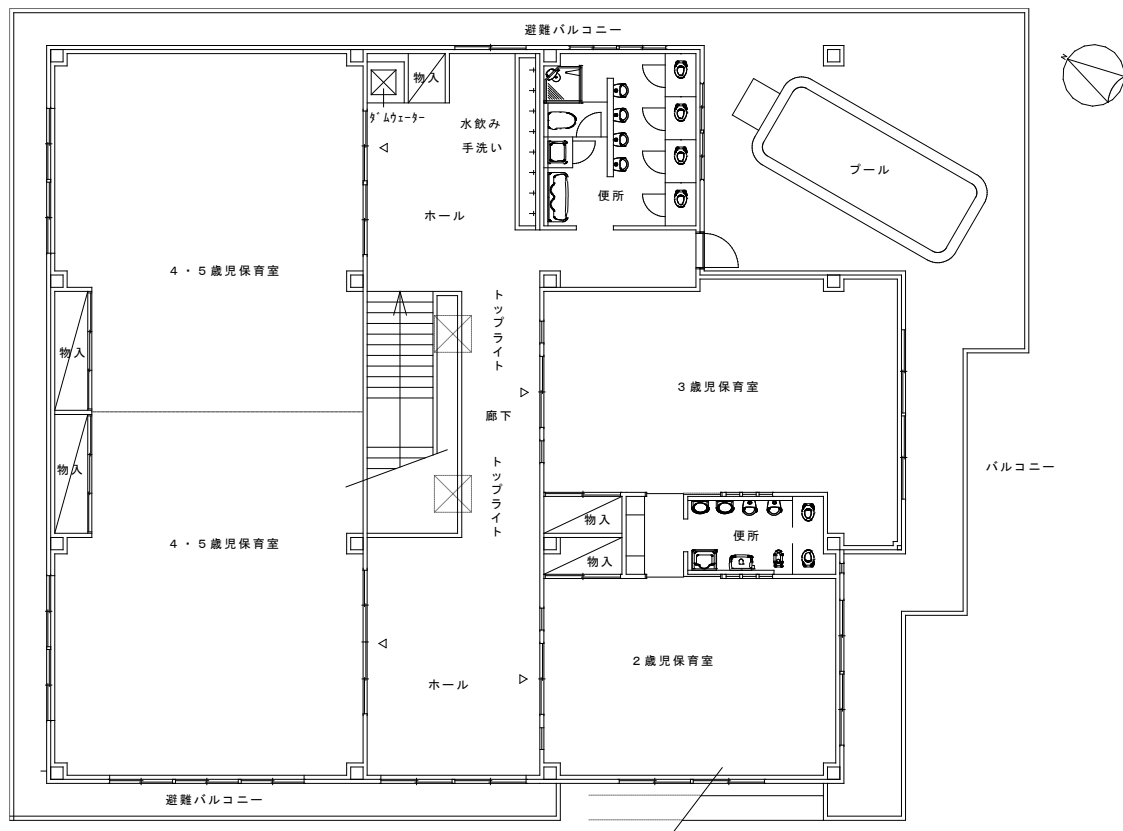 避難バルコニー
物入
ダムウェーター
水飲み
手洗い
便所
ホール
プール
N
4・5歳児保育室
トップライト
物入
3歳児保育室
廊下
物入
トップライト
バルコニー
物入
便所
4・5歳児保育室
物入
2歳児保育室
ホール
避難バルコニー